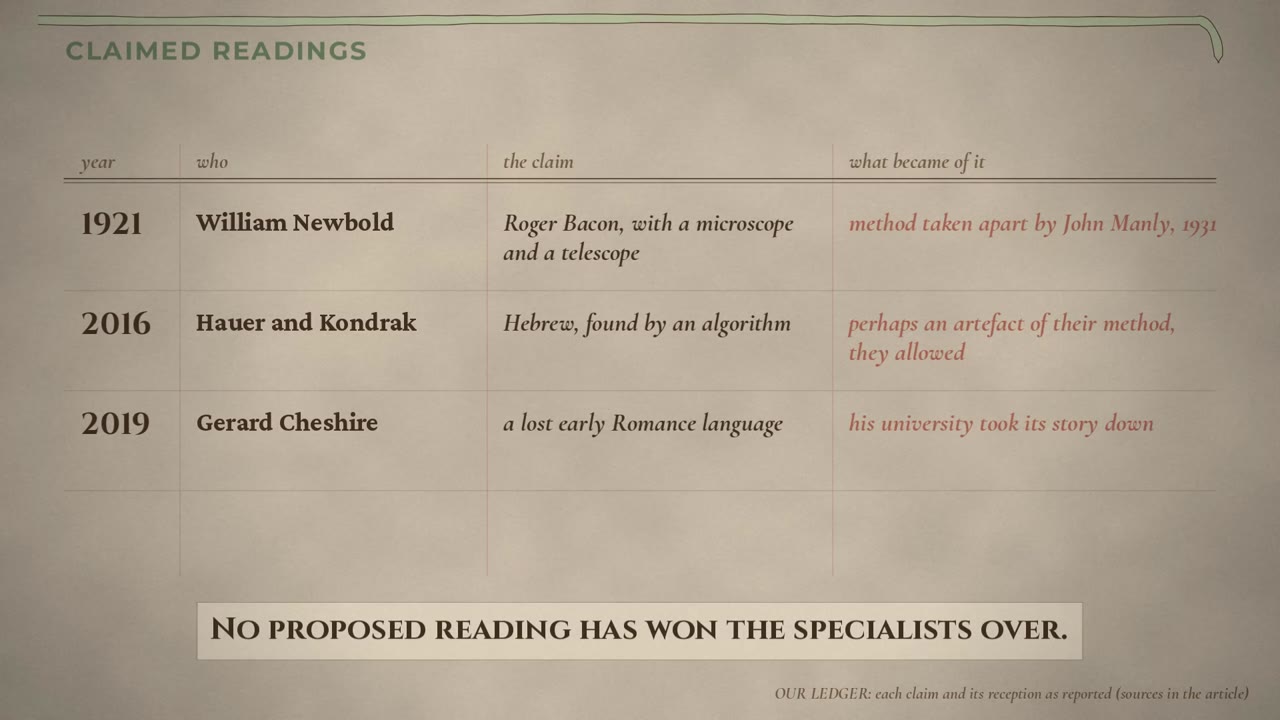 CLAIMED READINGS
year who the claim what became of it
1921 William Newbold Roger Bacon, with a microscope method taken apart by John Manly, 1931
and a telescope
2016 Hauer and Kondrak Hebrew, found by an algorithm perhaps an artefact of their method,
they allowed
2019 Gerard Cheshire a lost early Romance language his university took its story down
NO PROPOSED READING HAS WON THE SPECIALISTS OVER.
OUR LEDGER: each claim and its reception as reported (sources in the article)